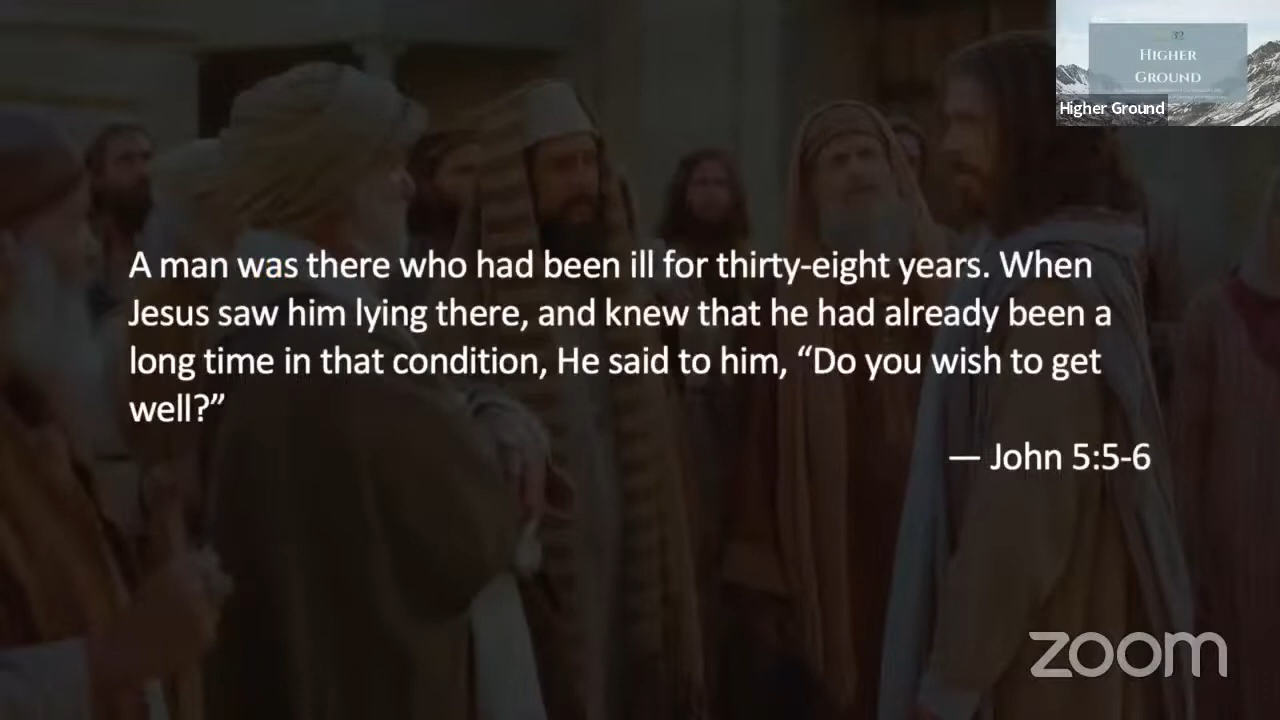 32
HIGHER
GROUND
Higher Ground
A man was there who had been ill for thirty-eight years. When
Jesus saw him lying there, and knew that he had already been a
long time in that condition, He said to him, “Do you wish to get
well?”
— John 5:5-6
zoom